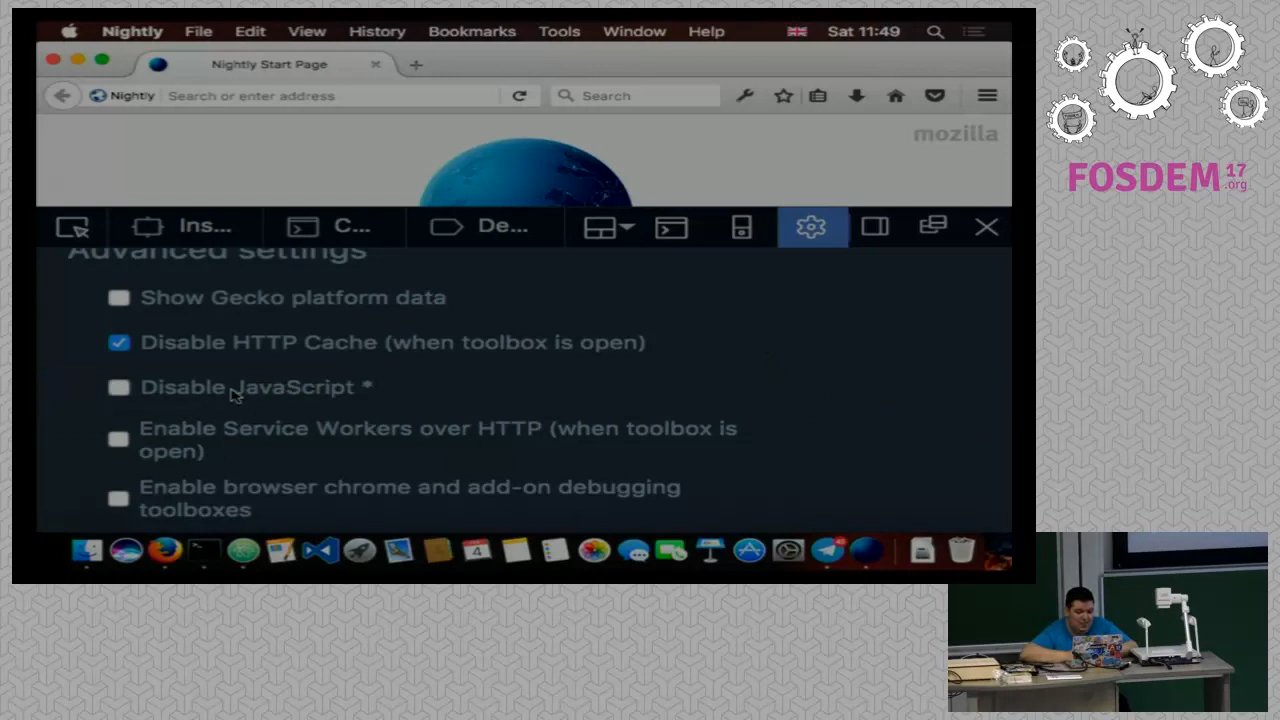 Nightly File Edit View History Bookmarks Tools Window Help Sat 11:49
Nightly Start Page
Nightly Search or enter address Search
mozilla
Ins... C... De...
Advanced settings
Show Gecko platform data
Disable HTTP Cache (when toolbox is open)
Disable JavaScript *
Enable Service Workers over HTTP (when toolbox is
open)
Enable browser chrome and add-on debugging
toolboxes
4
FOSDEM 17
.org